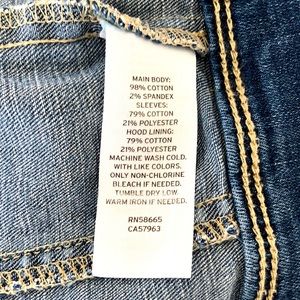 MAIN BODY:
98% COTTON
2% SPANDEX
SLEEVES:
79% COTTON
21% POLYESTER
HOOD LINING:
79% COTTON
21% POLYESTER
MACHINE WASH COLD.
WITH LIKE COLORS.
ONLY NON-CHLORINE
BLEACH IF NEEDED.
TUMBLE DRY LOW.
WARM IRON IF NEEDED.
RN58665
CA57963